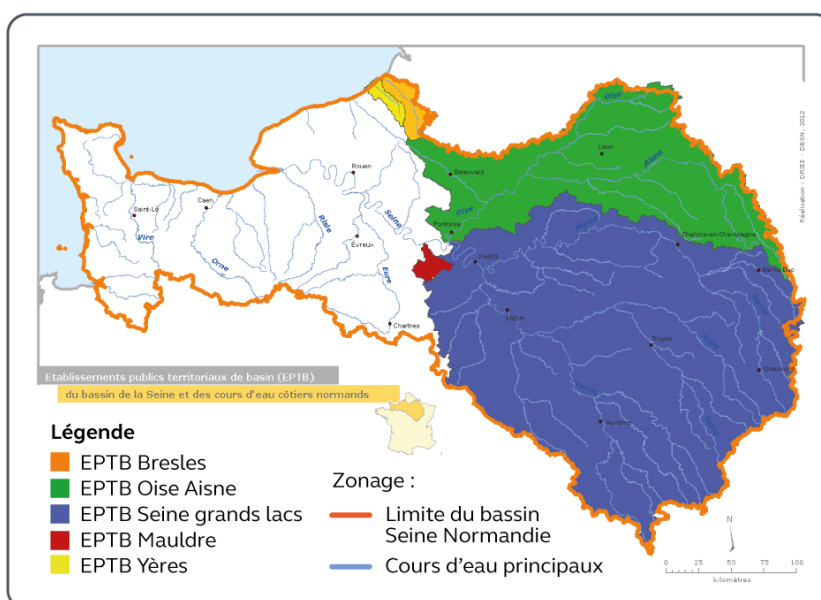 Réalisation : DRIEE - DBSN, 2012
Oise
Laon
Aisne
Beauvais
Rouen
Seine
Oise
Pontoise
Saint-Lô
Caen
Vire
Orne
Risle
Évreux
Eure
Chartres
PARIS
Marne
Chalons-en-Champagne
Bar-le-Duc
Melun
Troyes
Aube
Chaumont
Auxerre
Etablissements publics territoriaux de basin (EPTB)
du bassin de la Seine et des cours d'eau côtiers normands
Légende
EPTB Bresles
EPTB Oise Aisne
EPTB Seine grands lacs
EPTB Mauldre
EPTB Yères
Zonage :
Limite du bassin
Seine Normandie
Cours d'eau principaux
N
0 25 50 75 100
kilomètres